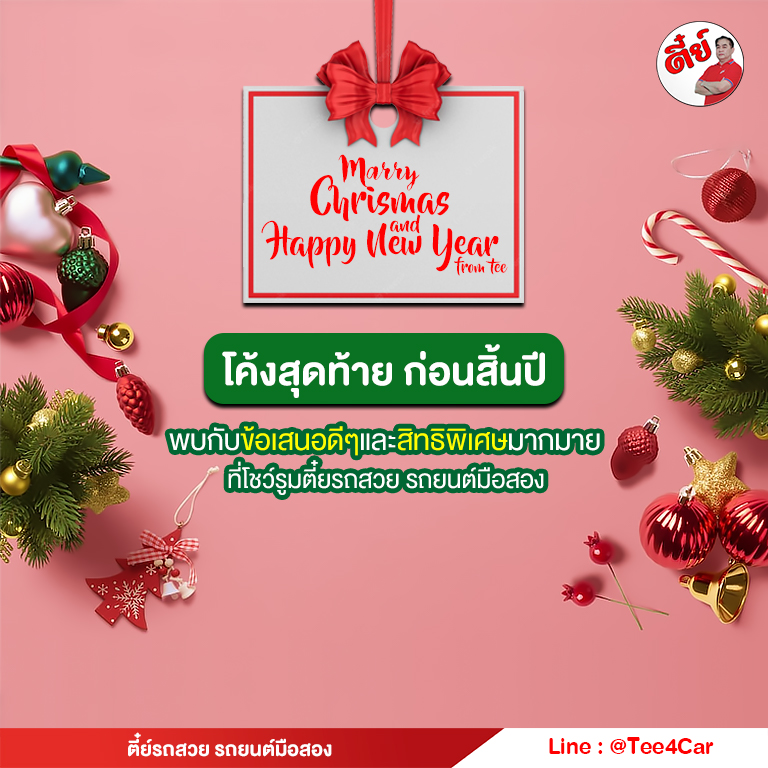 ตี๋ย์
Marry
Chrismas
and
Happy New Year
from tee
โค้งสุดท้าย ก่อนสิ้นปี
พบกับข้อเสนอดีๆและสิทธิพิเศษมากมาย
ที่โชว์รูมตี๋ยรถสวย รถยนต์มือสอง
ตี๋ย์รถสวย รถยนต์มือสอง
Line : @Tee4Car